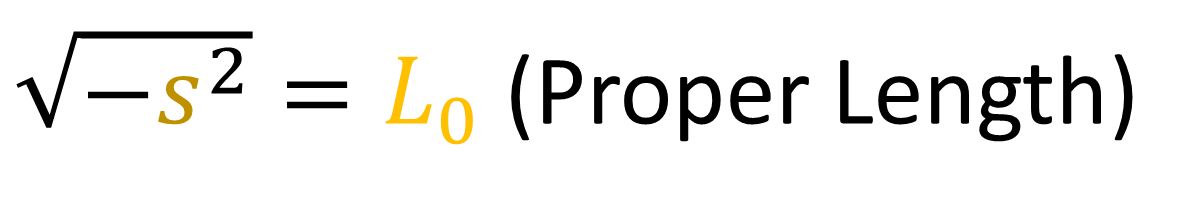 √−s² = L₀ (Proper Length)